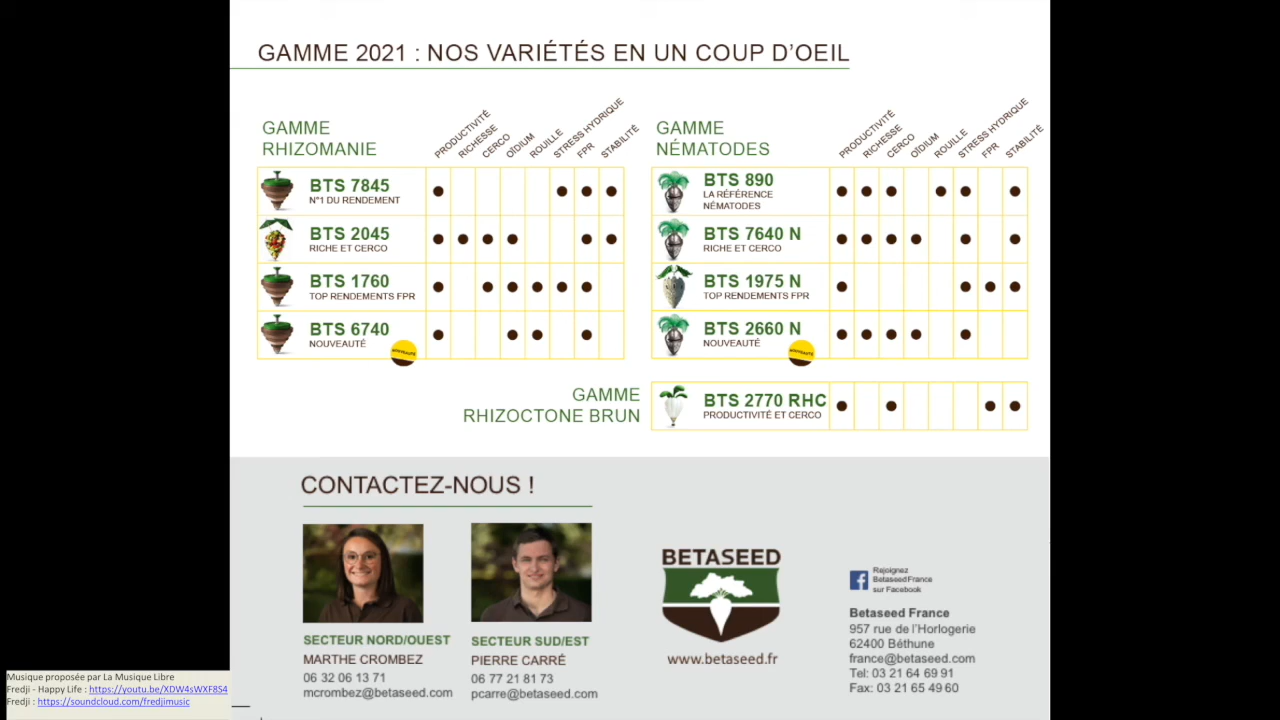 GAMME 2021 : NOS VARIÉTÉS EN UN COUP D'OEIL
GAMME
RHIZOMANIE
PRODUCTIVITÉ
RICHESSE
CERCO
OÏDIUM
ROUILLE
STRESS HYDRIQUE
FPR
STABILITÉ
BTS 7845
N°1 DU RENDEMENT
BTS 2045
RICHE ET CERCO
BTS 1760
TOP RENDEMENTS FPR
BTS 6740
NOUVEAUTÉ
NOUVEAUTÉ
GAMME
NÉMATODES
PRODUCTIVITÉ
RICHESSE
CERCO
OÏDIUM
ROUILLE
STRESS HYDRIQUE
FPR
STABILITÉ
BTS 890
LA RÉFÉRENCE
NÉMATODES
BTS 7640 N
RICHE ET CERCO
BTS 1975 N
TOP RENDEMENTS FPR
BTS 2660 N
NOUVEAUTÉ
NOUVEAUTÉ
GAMME
RHIZOCTONE BRUN
BTS 2770 RHC
PRODUCTIVITÉ ET CERCO
CONTACTEZ-NOUS !
SECTEUR NORD/OUEST
MARTHE CROMBEZ
06 32 06 13 71
mcrombez@betaseed.com
SECTEUR SUD/EST
PIERRE CARRÉ
06 77 21 81 73
pcarre@betaseed.com
BETASEED
www.betaseed.fr
Rejoignez
BetaseedFrance
sur Facebook
Betaseed France
957 rue de l'Horlogerie
62400 Béthune
france@betaseed.com
Tel: 03 21 64 69 91
Fax: 03 21 65 49 60
Musique proposée par La Musique Libre
Fredji - Happy Life : https://youtu.be/XDW4sWXF8S4
Fredji : https://soundcloud.com/fredjimusic